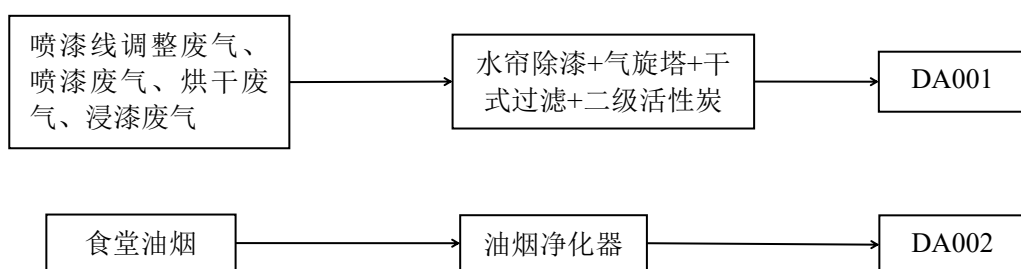 喷漆线调整废气、
喷漆废气、烘干废
气、浸漆废气
水帘除漆+气旋塔+干
式过滤+二级活性炭
DA001
食堂油烟
油烟净化器
DA002